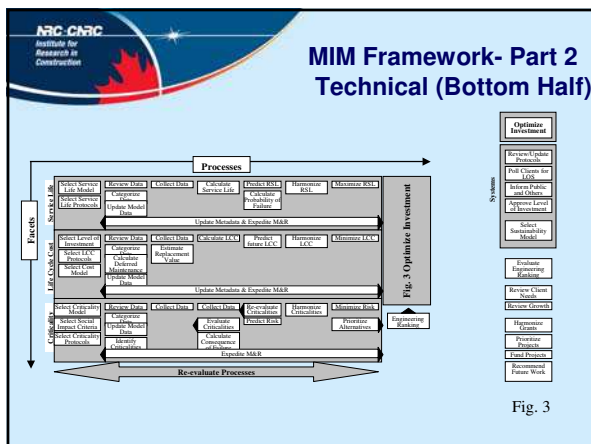 NRC·CNRC
Institute for
Research in
Construction
MIM Framework- Part 2
Technical (Bottom Half)
Processes
Facets
Service Life
Select Service
Life Model
Select Service
Life Protocols
Review Data
Categorize Data
Update Model
Data
Collect Data
Calculate
Service Life
Predict RSL
Calculate
Probability of
Failure
Harmonize
RSL
Maximize RSL
Update Metadata & Expedite M&R
Life Cycle Cost
Select Level of
Investment
Select LCC
Protocols
Select Cost
Model
Review Data
Categorize Data
Calculate
Deferred
Maintenance
Update Model
Data
Collect Data
Estimate
Replacement
Value
Calculate LCC
Predict
future LCC
Harmonize
LCC
Minimize LCC
Update Metadata & Expedite M&R
Criticality
Select Criticality
Model
Select Social
Impact Criteria
Select Criticality
Protocols
Review Data
Categorize Data
Update Model
Data
Identify
Criticalities
Collect Data
Collect Data
Evaluate
Criticalities
Calculate
Consequence
of Failure
Re-evaluate
Criticalities
Predict Risk
Harmonize
Criticalities
Minimize Risk
Prioritize
Alternatives
Expedite M&R
Re-evaluate Processes
Fig. 3 Optimize Investment
Engineering
Ranking
Systems
Optimize
Investment
Review/Update
Protocols
Poll Clients for
LOS
Inform Public
and Others
Approve Level
of Investment
Select
Sustainability
Model
Evaluate
Engineering
Ranking
Review Client
Needs
Review Growth
Harmonize
Grants
Prioritize
Projects
Fund Projects
Recommend
Future Work
Fig. 3